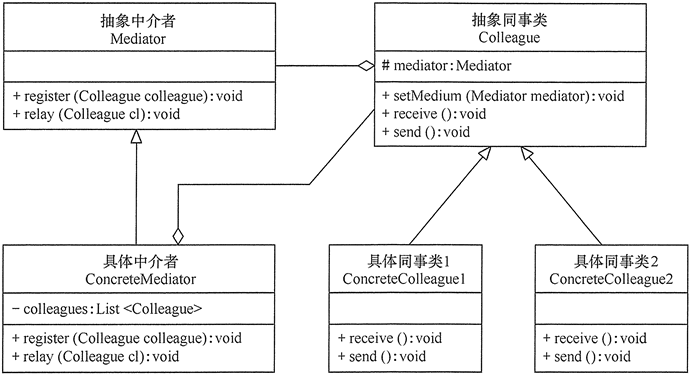 抽象中介者
Mediator
+ register (Colleague colleague): void
+ relay (Colleague cl): void
抽象同事类
Colleague
# mediator: Mediator
+ setMedium (Mediator mediator): void
+ receive (): void
+ send (): void
具体中介者
ConcreteMediator
− colleagues: List <Colleague>
+ register (Colleague colleague): void
+ relay (Colleague cl): void
具体同事类1
ConcreteColleague1
+ receive (): void
+ send (): void
具体同事类2
ConcreteColleague2
+ receive (): void
+ send (): void